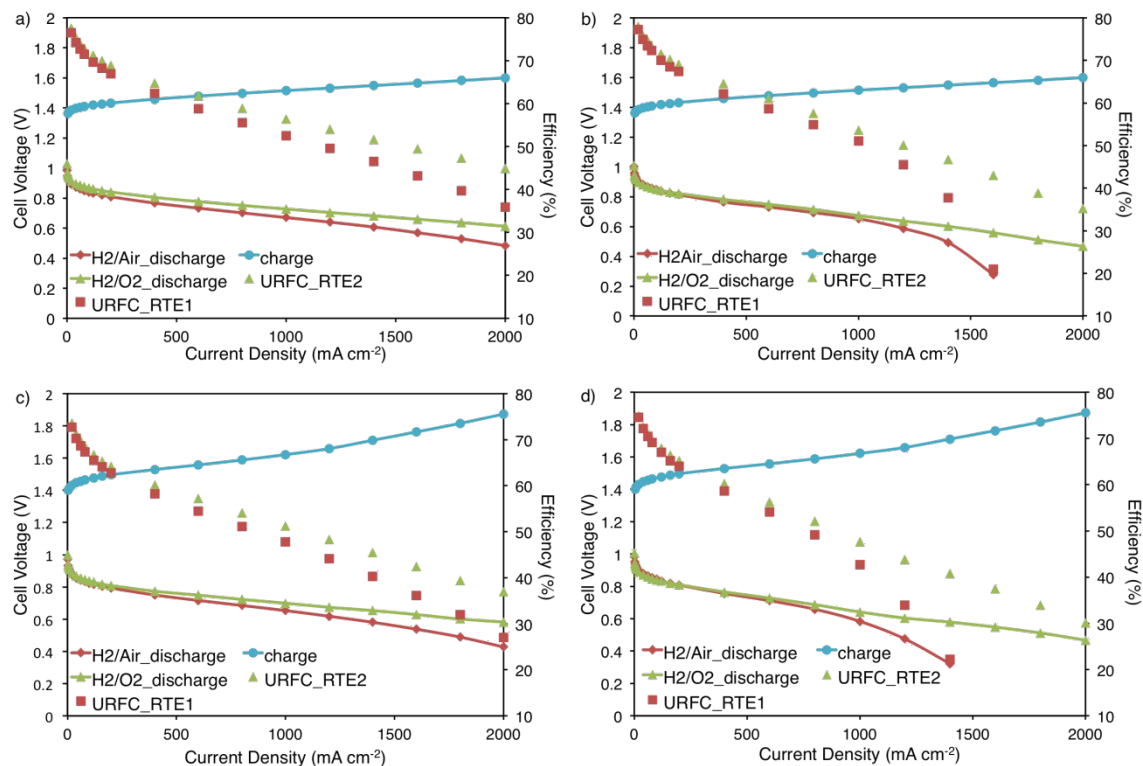 a)
2
1.8
1.6
1.4
1.2
1
0.8
0.6
0.4
0.2
0
Cell Voltage (V)
80
70
60
50
40
30
20
10
Efficiency (%)
H2/Air_discharge
charge
H2/O2_discharge
URFC_RTE2
URFC_RTE1
0
500
1000
1500
2000
Current Density (mA cm-2)
b)
2
1.8
1.6
1.4
1.2
1
0.8
0.6
0.4
0.2
0
Cell Voltage (V)
80
70
60
50
40
30
20
10
Efficiency (%)
H2Air_discharge
charge
H2/O2_discharge
URFC_RTE2
URFC_RTE1
0
500
1000
1500
2000
Current Density (mA cm-2)
c)
2
1.8
1.6
1.4
1.2
1
0.8
0.6
0.4
0.2
0
Cell Voltage (V)
80
70
60
50
40
30
20
10
Efficiency (%)
H2/Air_discharge
charge
H2/O2_discharge
URFC_RTE2
URFC_RTE1
0
500
1000
1500
2000
Current Density (mA cm-2)
d)
2
1.8
1.6
1.4
1.2
1
0.8
0.6
0.4
0.2
0
Cell Voltage (V)
80
70
60
50
40
30
20
10
Efficiency (%)
H2/Air_discharge
charge
H2/O2_discharge
URFC_RTE2
URFC_RTE1
0
500
1000
1500
2000
Current Density (mA cm-2)